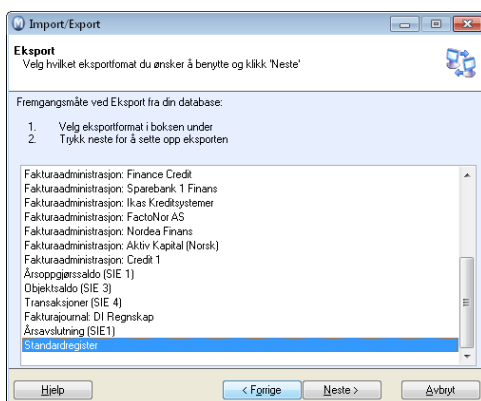 Import/Export
Eksport
Velg hvilket eksportfomat du ønsker å benytte og klikk 'Neste'
Fremgangsmåte ved Eksport fra din database:
1. Velg eksportformat i boksen under
2. Trykk neste for å sette opp eksporten
Fakturaadministrasjon: Finance Credit
Fakturaadministrasjon: Sparebank 1 Finans
Fakturaadministrasjon: Ikas Kreditsystemer
Fakturaadministrasjon: FactoNor AS
Fakturaadministrasjon: Nordea Finans
Fakturaadministrasjon: Aktiv Kapital (Norsk)
Fakturaadministrasjon: Credit 1
Årsoppgjørssaldo (SIE 1)
Objektsaldo (SIE 3)
Transaksjoner (SIE 4)
Fakturajournal: DI Regnskap
Årsavslutning (SIE1)
Standardregister
Hjelp < Forrige Neste > Avbryt